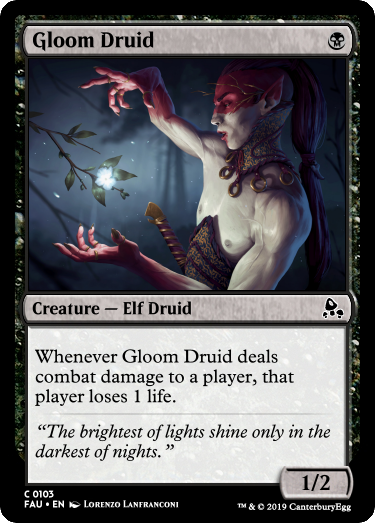 Gloom Druid
Creature — Elf Druid
Whenever Gloom Druid deals
combat damage to a player, that
player loses 1 life.
“The brightest of lights shine only in the
darkest of nights.”
1/2
C 0103
FAU • EN LORENZO LANFRANCONI
™ & © 2019 CanterburyEgg